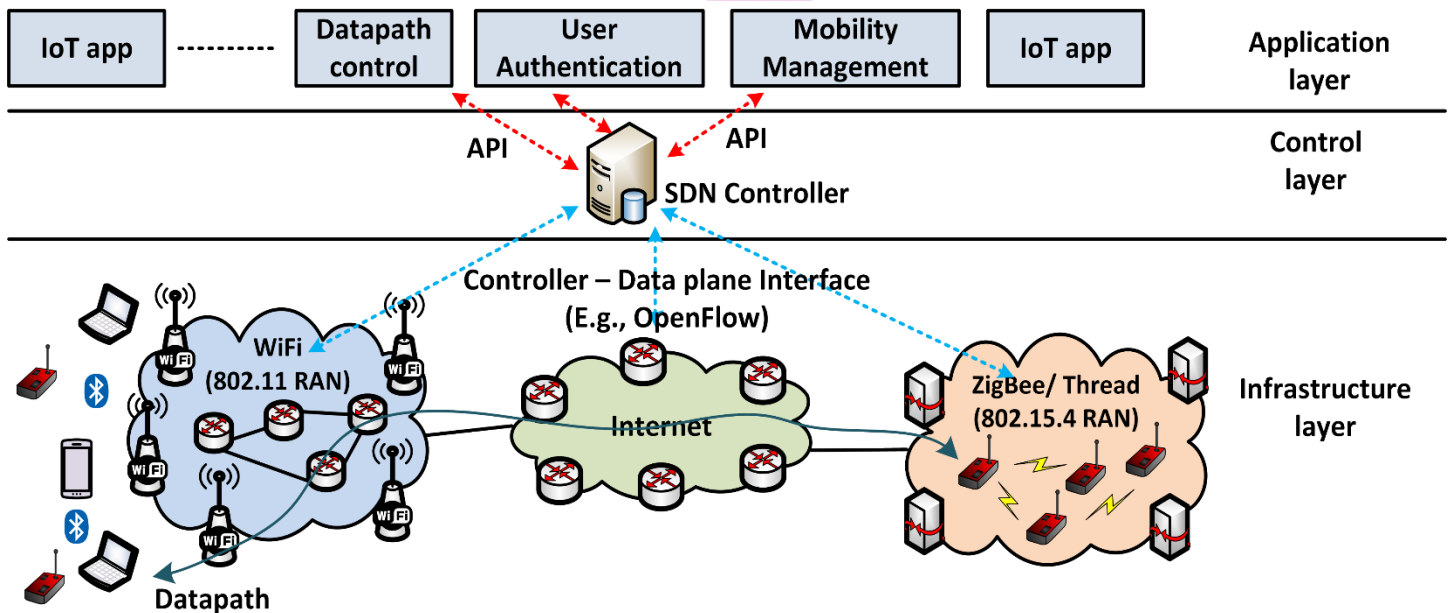 IoT app
Datapath
control
User
Authentication
Mobility
Management
IoT app
Application
layer
API
API
SDN Controller
Control
layer
Controller – Data plane Interface
(E.g., OpenFlow)
WiFi
(802.11 RAN)
Wi Fi
Wi Fi
Wi Fi
Wi Fi
Wi Fi
Internet
ZigBee/ Thread
(802.15.4 RAN)
Infrastructure
layer
Datapath